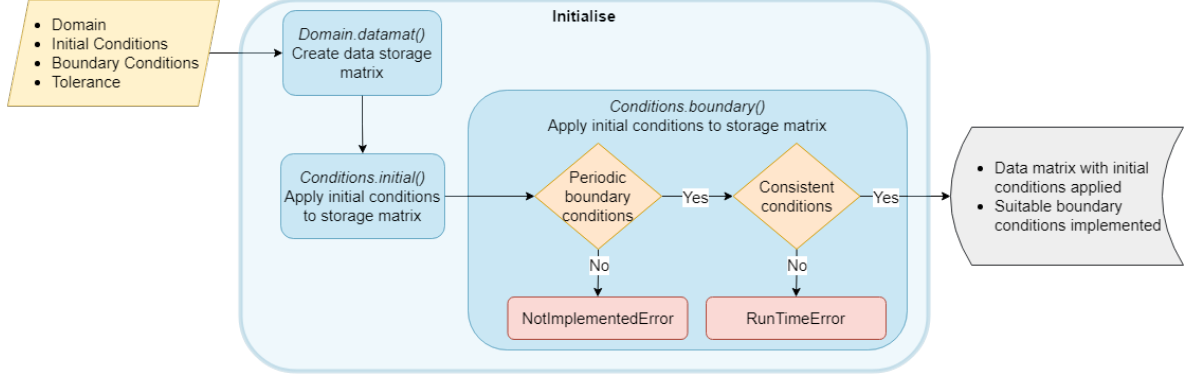 Initialise
• Domain
• Initial Conditions
• Boundary Conditions
• Tolerance
Domain.datamat()
Create data storage
matrix
Conditions.initial()
Apply initial conditions
to storage matrix
Conditions.boundary()
Apply initial conditions to storage matrix
Periodic
boundary
conditions
Yes
No
NotImplementedError
Consistent
conditions
Yes
No
RunTimeError
• Data matrix with initial
conditions applied
• Suitable boundary
conditions implemented